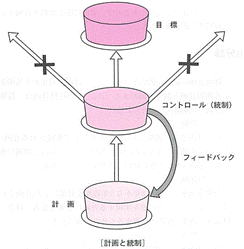 目 標
コントロール（統制）
フィードバック
計 画
［計画と統制］